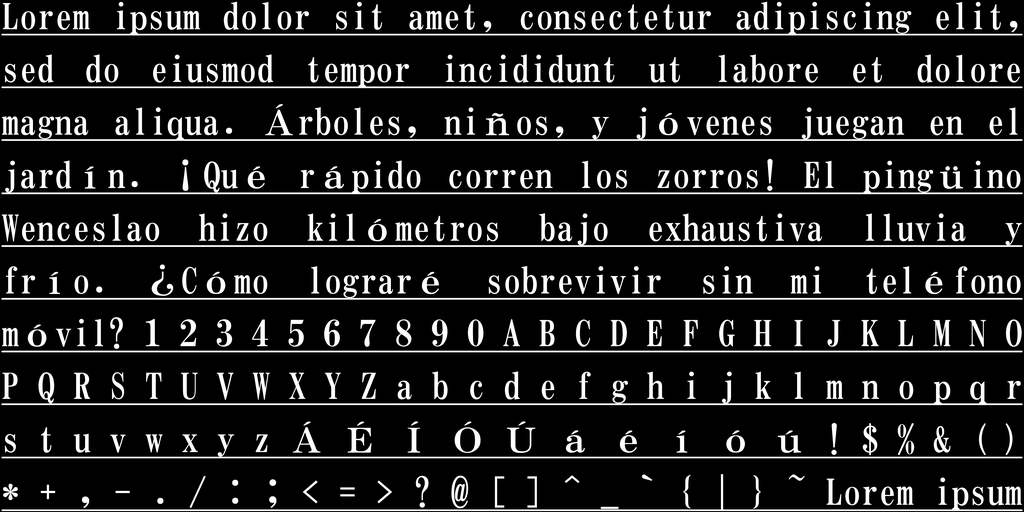 Lorem ipsum dolor sit amet, consectetur adipiscing elit,
sed do eiusmod tempor incididunt ut labore et dolore
magna aliqua. Árboles, niños, y jóvenes juegan en el
jardín. ¡Qué rápido corren los zorros! El pingüino
Wenceslao hizo kilómetros bajo exhaustiva lluvia y
frío. ¿Cómo lograré sobrevivir sin mi teléfono
móvil? 1 2 3 4 5 6 7 8 9 0 A B C D E F G H I J K L M N O
P Q R S T U V W X Y Z a b c d e f g h i j k l m n o p q r
s t u v w x y z Á É Í Ó Ú á é í ó ú ! $ % & ( )
* + , - . / : ; < = > ? @ [ ] ^ _ ` { | } ~ Lorem ipsum